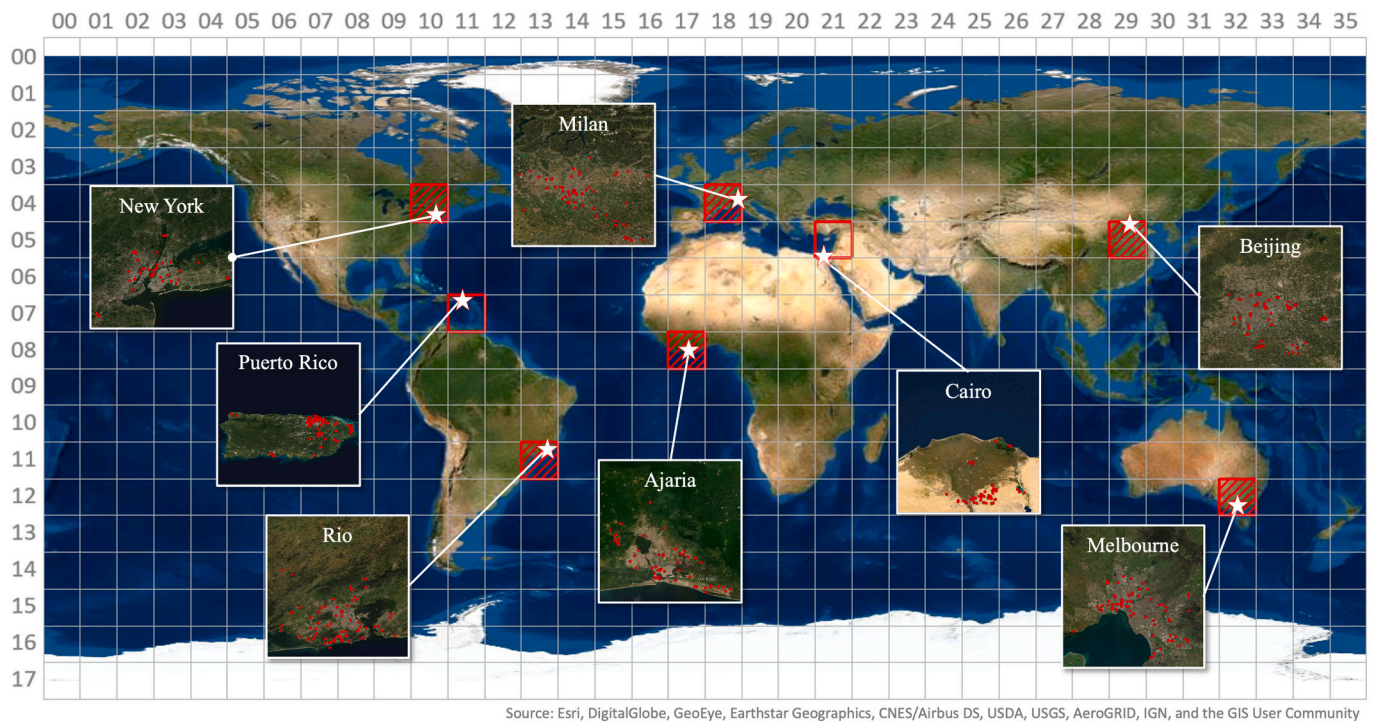 00 01 02 03 04 05 06 07 08 09 10 11 12 13 14 15 16 17 18 19 20 21 22 23 24 25 26 27 28 29 30 31 32 33 34 35
00
01
02
03
04
05
06
07
08
09
10
11
12
13
14
15
16
17
Milan
New York
Beijing
Puerto Rico
Cairo
Ajaria
Rio
Melbourne
Source: Esri, DigitalGlobe, GeoEye, Earthstar Geographics, CNES/Airbus DS, USDA, USGS, AeroGRID, IGN, and the GIS User Community